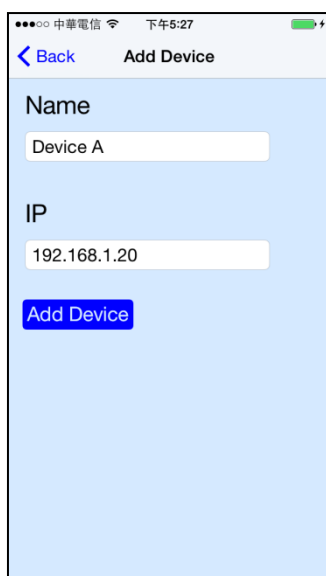 中華電信 下午5:27
Back Add Device
Name
Device A
IP
192.168.1.20
Add Device